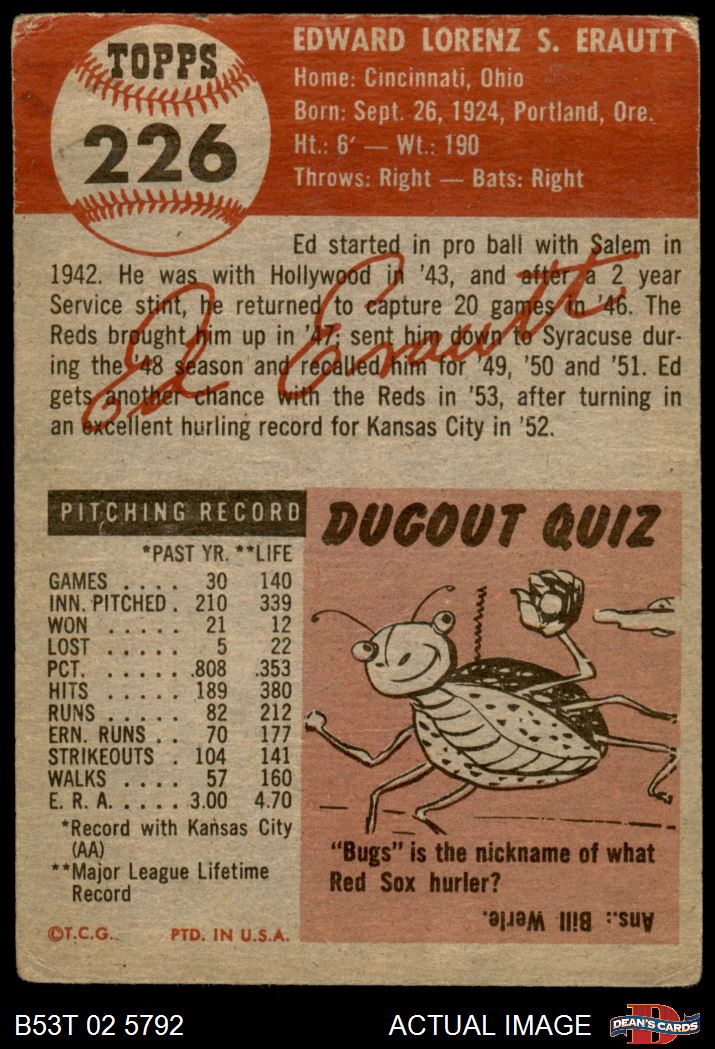 TOPPS
226
EDWARD LORENZ S. ERAUTT
Home: Cincinnati, Ohio
Born: Sept. 26, 1924, Portland, Ore.
Ht.: 6′ — Wt.: 190
Throws: Right — Bats: Right
Ed started in pro ball with Salem in
1942. He was with Hollywood in '43, and after a 2 year
Service stint, he returned to capture 20 games in '46. The
Reds brought him up in '47; sent him down to Syracuse dur-
ing the '48 season and recalled him for '49, '50 and '51. Ed
gets another chance with the Reds in '53, after turning in
an excellent hurling record for Kansas City in '52.
Ed Erautt
PITCHING RECORD
*PAST YR. **LIFE
GAMES . . . . 30 140
INN. PITCHED . 210 339
WON . . . . . 21 12
LOST . . . . . 5 22
PCT. . . . . . .808 .353
HITS . . . . . 189 380
RUNS . . . . . 82 212
ERN. RUNS . . 70 177
STRIKEOUTS . 104 141
WALKS . . . . 57 160
E. R. A. . . . . 3.00 4.70
*Record with Kansas City
(AA)
**Major League Lifetime
Record
©T.C.G. PTD. IN U.S.A.
DUGOUT QUIZ
"Bugs" is the nickname of what
Red Sox hurler?
Ans.: Bill Werle.
B53T 02 5792
ACTUAL IMAGE
DEAN'S CARDS